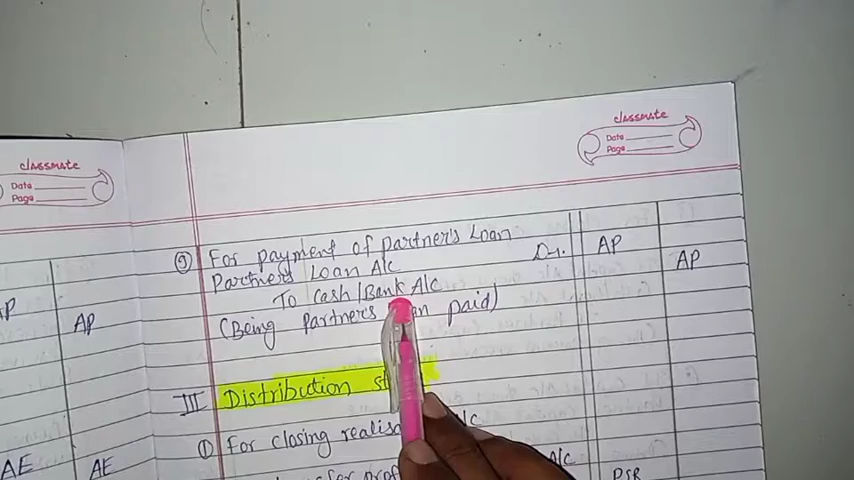 classmate
Date
Page
classmate
Date
Page
AP
AP
AE
AE
⑨ For payment of partner's Loan
Partner's Loan A/c Dr. AP
To Cash/Bank A/c AP
(Being partner's paid)
III Distribution
① For closing A/c
A/c PSR